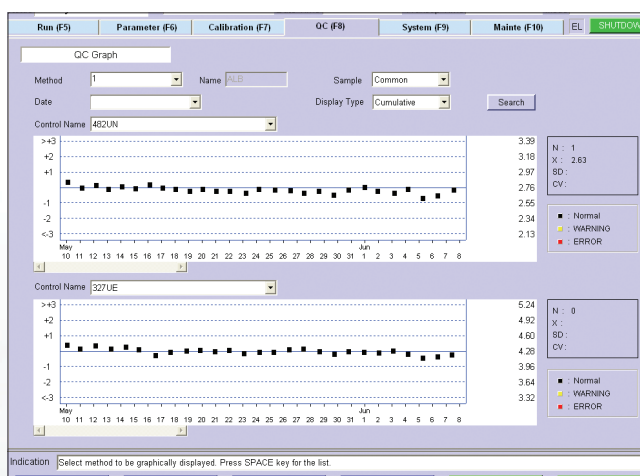 Run (F5) Parameter (F6) Calibration (F7) QC (F8) System (F9) Mainte (F10) EL SHUTDOW
QC Graph
Method 1 Name ALB Sample Common
Date Display Type Cumulative Search
Control Name 482UN
>+3 3.39
+2 3.18
+1 2.97
2.76
-1 2.55
-2 2.34
<-3 2.13
May Jun
10 11 12 13 14 15 16 17 18 19 20 21 22 23 24 25 26 27 28 29 30 31 1 2 3 4 5 6 7 8
N : 1
X : 2.63
SD :
CV :
: Normal
: WARNING
: ERROR
Control Name 327UE
>+3 5.24
+2 4.92
+1 4.60
4.28
-1 3.96
-2 3.64
<-3 3.32
May Jun
10 11 12 13 14 15 16 17 18 19 20 21 22 23 24 25 26 27 28 29 30 31 1 2 3 4 5 6 7 8
N : 0
X :
SD :
CV :
: Normal
: WARNING
: ERROR
Indication Select method to be graphically displayed. Press SPACE key for the list.